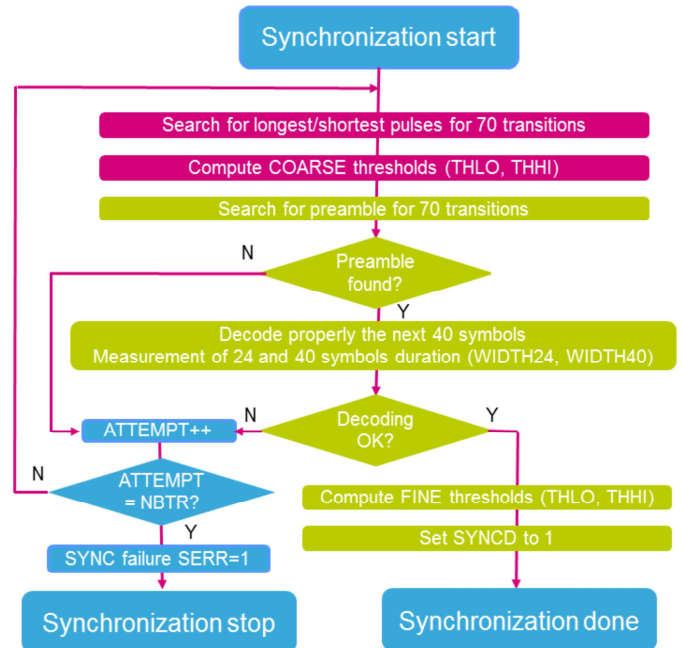 Synchronization start
Search for longest/shortest pulses for 70 transitions
Compute COARSE thresholds (THLO, THHI)
Search for preamble for 70 transitions
N
Preamble
found?
Y
Decode properly the next 40 symbols
Measurement of 24 and 40 symbols duration (WIDTH24, WIDTH40)
N
Decoding
OK?
Y
ATTEMPT++
N
ATTEMPT
= NBTR?
Y
Compute FINE thresholds (THLO, THHI)
Set SYNCD to 1
SYNC failure SERR=1
Synchronization stop
Synchronization done